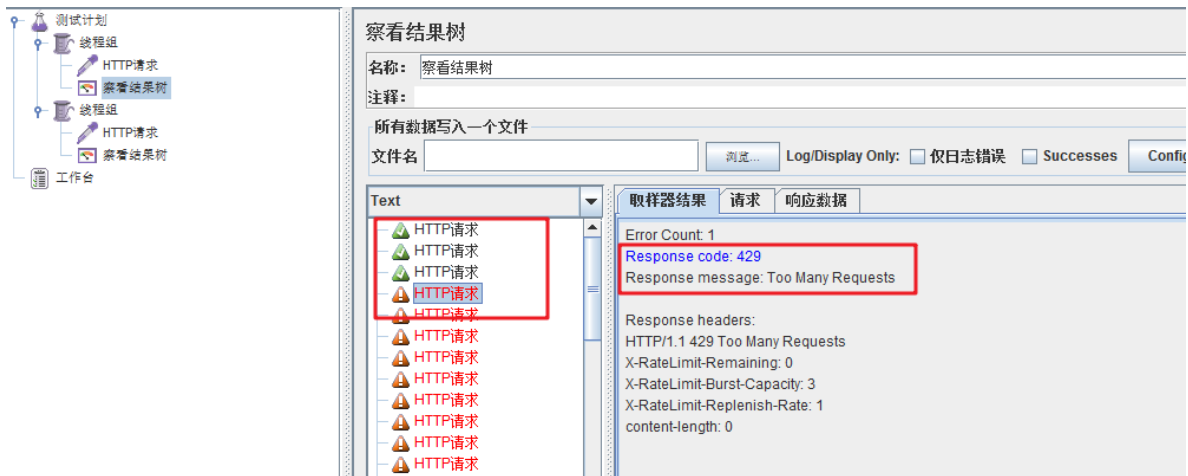 测试计划
线程组
HTTP请求
察看结果树
线程组
HTTP请求
察看结果树
工作台
察看结果树
名称： 察看结果树
注释：
所有数据写入一个文件
文件名 浏览... Log/Display Only: 仅日志错误 Successes Config
Text
HTTP请求
HTTP请求
HTTP请求
HTTP请求
HTTP请求
HTTP请求
HTTP请求
HTTP请求
HTTP请求
HTTP请求
HTTP请求
HTTP请求
取样器结果 请求 响应数据
Error Count: 1
Response code: 429
Response message: Too Many Requests
Response headers:
HTTP/1.1 429 Too Many Requests
X-RateLimit-Remaining: 0
X-RateLimit-Burst-Capacity: 3
X-RateLimit-Replenish-Rate: 1
content-length: 0